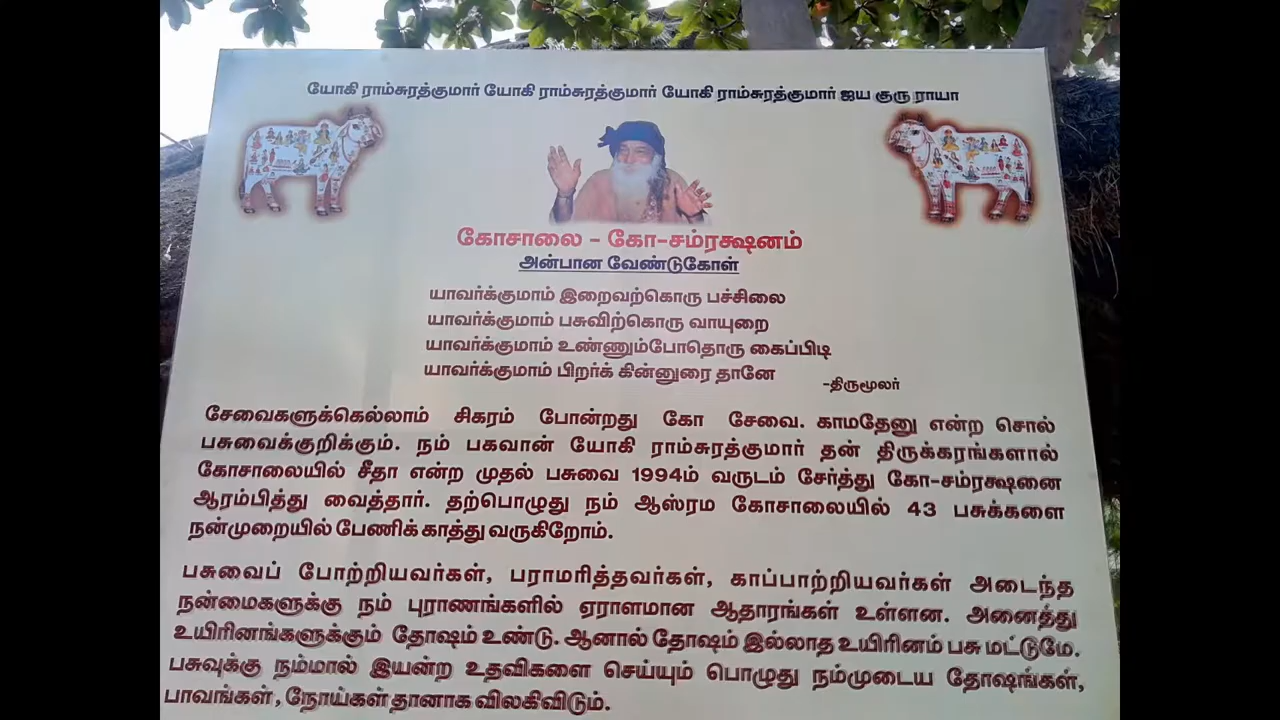 யோகி ராம்சுரத்குமார் யோகி ராம்சுரத்குமார் யோகி ராம்சுரத்குமார் ஜய குரு ராயா
கோசாலை – கோ-சம்ரக்ஷனம்
அன்பான வேண்டுகோள்
யாவர்க்குமாம் இறைவற்கொரு பச்சிலை
யாவர்க்குமாம் பசுவிற்கொரு வாயுறை
யாவர்க்குமாம் உண்ணும்போதொரு கைப்பிடி
யாவர்க்குமாம் பிறர்க் கின்னுரை தானே
-திருமூலர்
சேவைகளுக்கெல்லாம் சிகரம் போன்றது கோ சேவை. காமதேனு என்ற சொல்
பசுவைக்குறிக்கும். நம் பகவான் யோகி ராம்சுரத்குமார் தன் திருக்கரங்களால்
கோசாலையில் சீதா என்ற முதல் பசுவை 1994ம் வருடம் சேர்த்து கோ-சம்ரக்ஷனை
ஆரம்பித்து வைத்தார். தற்பொழுது நம் ஆஸ்ரம கோசாலையில் 43 பசுக்களை
நன்முறையில் பேணிக் காத்து வருகிறோம்.
பசுவைப் போற்றியவர்கள், பராமரித்தவர்கள், காப்பாற்றியவர்கள் அடைந்த
நன்மைகளுக்கு நம் புராணங்களில் ஏராளமான ஆதாரங்கள் உள்ளன. அனைத்து
உயிரினங்களுக்கும் தோஷம் உண்டு. ஆனால் தோஷம் இல்லாத உயிரினம் பசு மட்டுமே.
பசுவுக்கு நம்மால் இயன்ற உதவிகளை செய்யும் பொழுது நம்முடைய தோஷங்கள்,
பாவங்கள், நோய்கள் தானாக விலகிவிடும்.